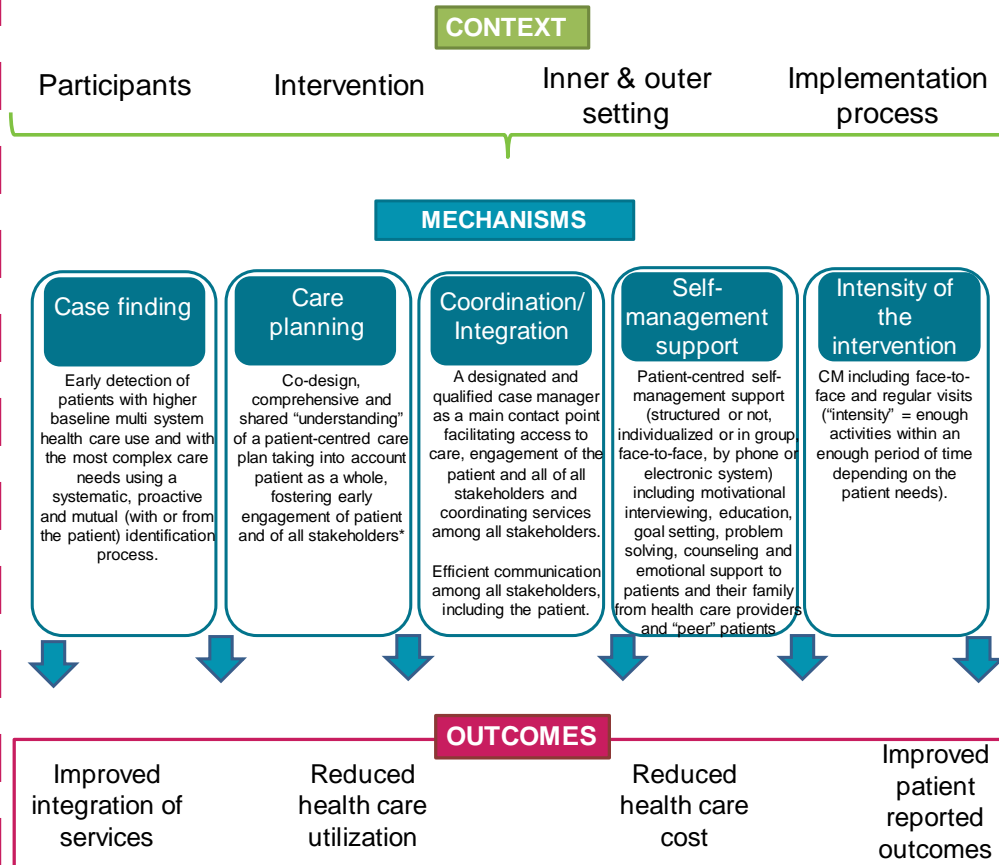 CONTEXT
Participants
Intervention
Inner & outer
setting
Implementation
process
MECHANISMS
Case finding
Early detection of
patients with higher
baseline multi system
health care use and with
the most complex care
needs using a
systematic, proactive
and mutual (with or from
the patient) identification
process.
Care
planning
Co-design,
comprehensive and
shared “understanding”
of a patient-centred care
plan taking into account
patient as a whole,
fostering early
engagement of patient
and of all stakeholders*
Coordination/
Integration
A designated and
qualified case manager
as a main contact point
facilitating access to
care, engagement of the
patient and all of all
stakeholders and
coordinating services
among all stakeholders.
Efficient communication
among all stakeholders,
including the patient.
Self-
management
support
Patient-centred self-
management support
(structured or not,
individualized or in group,
face-to-face, by phone or
electronic system)
including motivational
interviewing, education,
goal setting, problem
solving, counseling and
emotional support to
patients and their family
from health care providers
and “peer” patients
Intensity of
the
intervention
CM including face-to-
face and regular visits
(“intensity” = enough
activities within an
enough period of time
depending on the
patient needs).
OUTCOMES
Improved
integration of
services
Reduced
health care
utilization
Reduced
health care
cost
Improved
patient
reported
outcomes